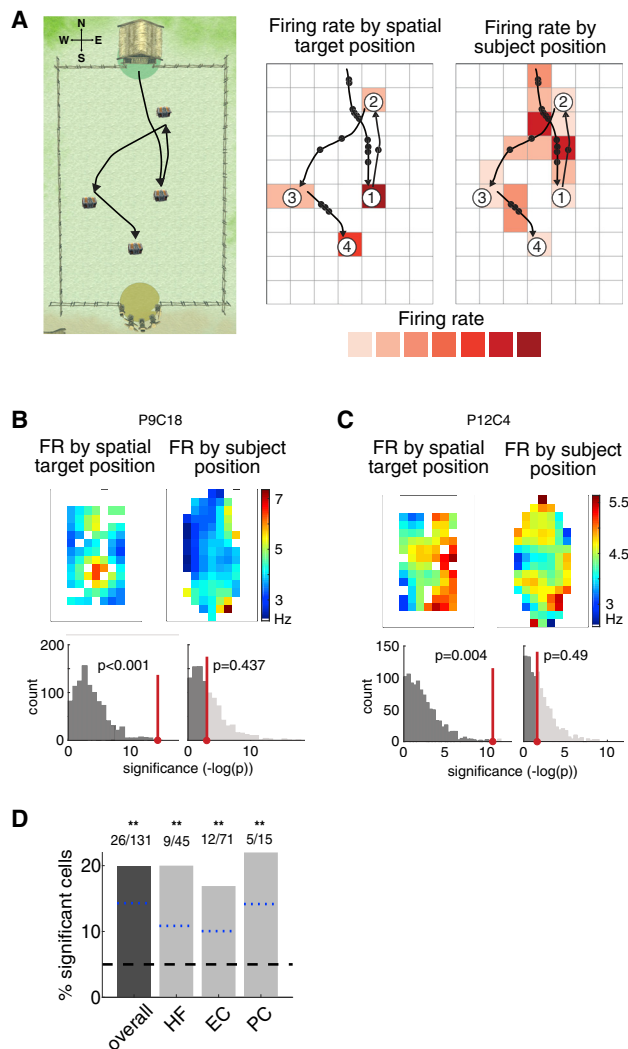 A
N
W E
S
Firing rate by spatial
target position
Firing rate by
subject position
2
3
1
4
2
3
1
4
Firing rate
B
P9C18
FR by spatial
target position
FR by subject
position
7
5
3
Hz
200
100
0
count
p<0.001
p=0.437
0 10
0 10
significance (-log(p))
C
P12C4
FR by spatial
target position
FR by subject
position
5.5
4.5
3
Hz
150
100
50
0
count
p=0.004
p=0.49
0 5 10
0 5 10
significance (-log(p))
D
** ** ** **
26/131 9/45 12/71 5/15
% significant cells
20
10
0
overall
HF
EC
PC